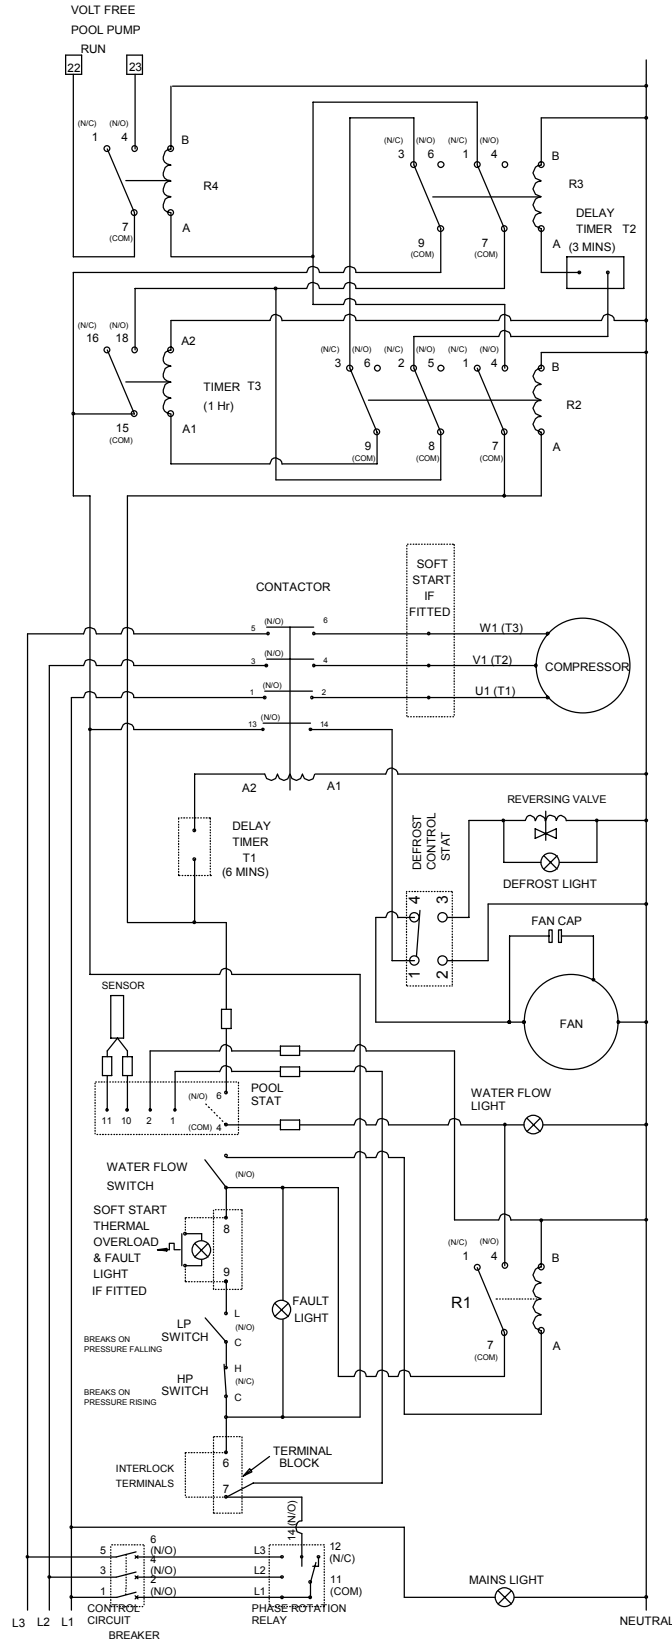 VOLT FREE
POOL PUMP
RUN
22
23
(N/C)
(N/O)
1
4
B
R4
A
7
(COM)
(N/C)
(N/O)
(N/C)
(N/O)
3
6
1
4
B
R3
DELAY
TIMER T2
(3 MINS)
A
9
(COM)
7
(COM)
(N/C)
(N/O)
16
18
A2
TIMER T3
(1 Hr)
A1
15
(COM)
(N/C)
(N/O)
(N/C)
(N/O)
(N/C)
(N/O)
3
6
2
5
1
4
B
R2
A
9
(COM)
8
(COM)
7
(COM)
SOFT
START
IF
FITTED
CONTACTOR
5
(N/O)
6
W1 (T3)
3
(N/O)
4
V1 (T2)
COMPRESSOR
1
(N/O)
2
U1 (T1)
13
(N/O)
14
A2
A1
DELAY
TIMER
T1
(6 MINS)
DEFROST
CONTROL
STAT
REVERSING VALVE
DEFROST LIGHT
4
3
1
2
FAN CAP
FAN
SENSOR
POOL
STAT
(N/O)
6
11
10
2
1
(COM)
4
WATER FLOW
LIGHT
WATER FLOW
SWITCH
(N/O)
SOFT START
THERMAL
OVERLOAD
& FAULT
LIGHT
IF FITTED
8
9
FAULT
LIGHT
(N/C)
(N/O)
1
4
B
R1
7
(COM)
A
L
LP
SWITCH
(N/O)
C
BREAKS ON
PRESSURE FALLING
H
HP
SWITCH
(N/C)
C
BREAKS ON
PRESSURE RISING
TERMINAL
BLOCK
6
INTERLOCK
TERMINALS
7
14 (N/O)
5
6
(N/O)
L3
12
(N/C)
3
4
(N/O)
L2
11
(COM)
1
2
(N/O)
L1
CONTROL
CIRCUIT
BREAKER
PHASE ROTATION
RELAY
MAINS LIGHT
L3
L2
L1
NEUTRAL